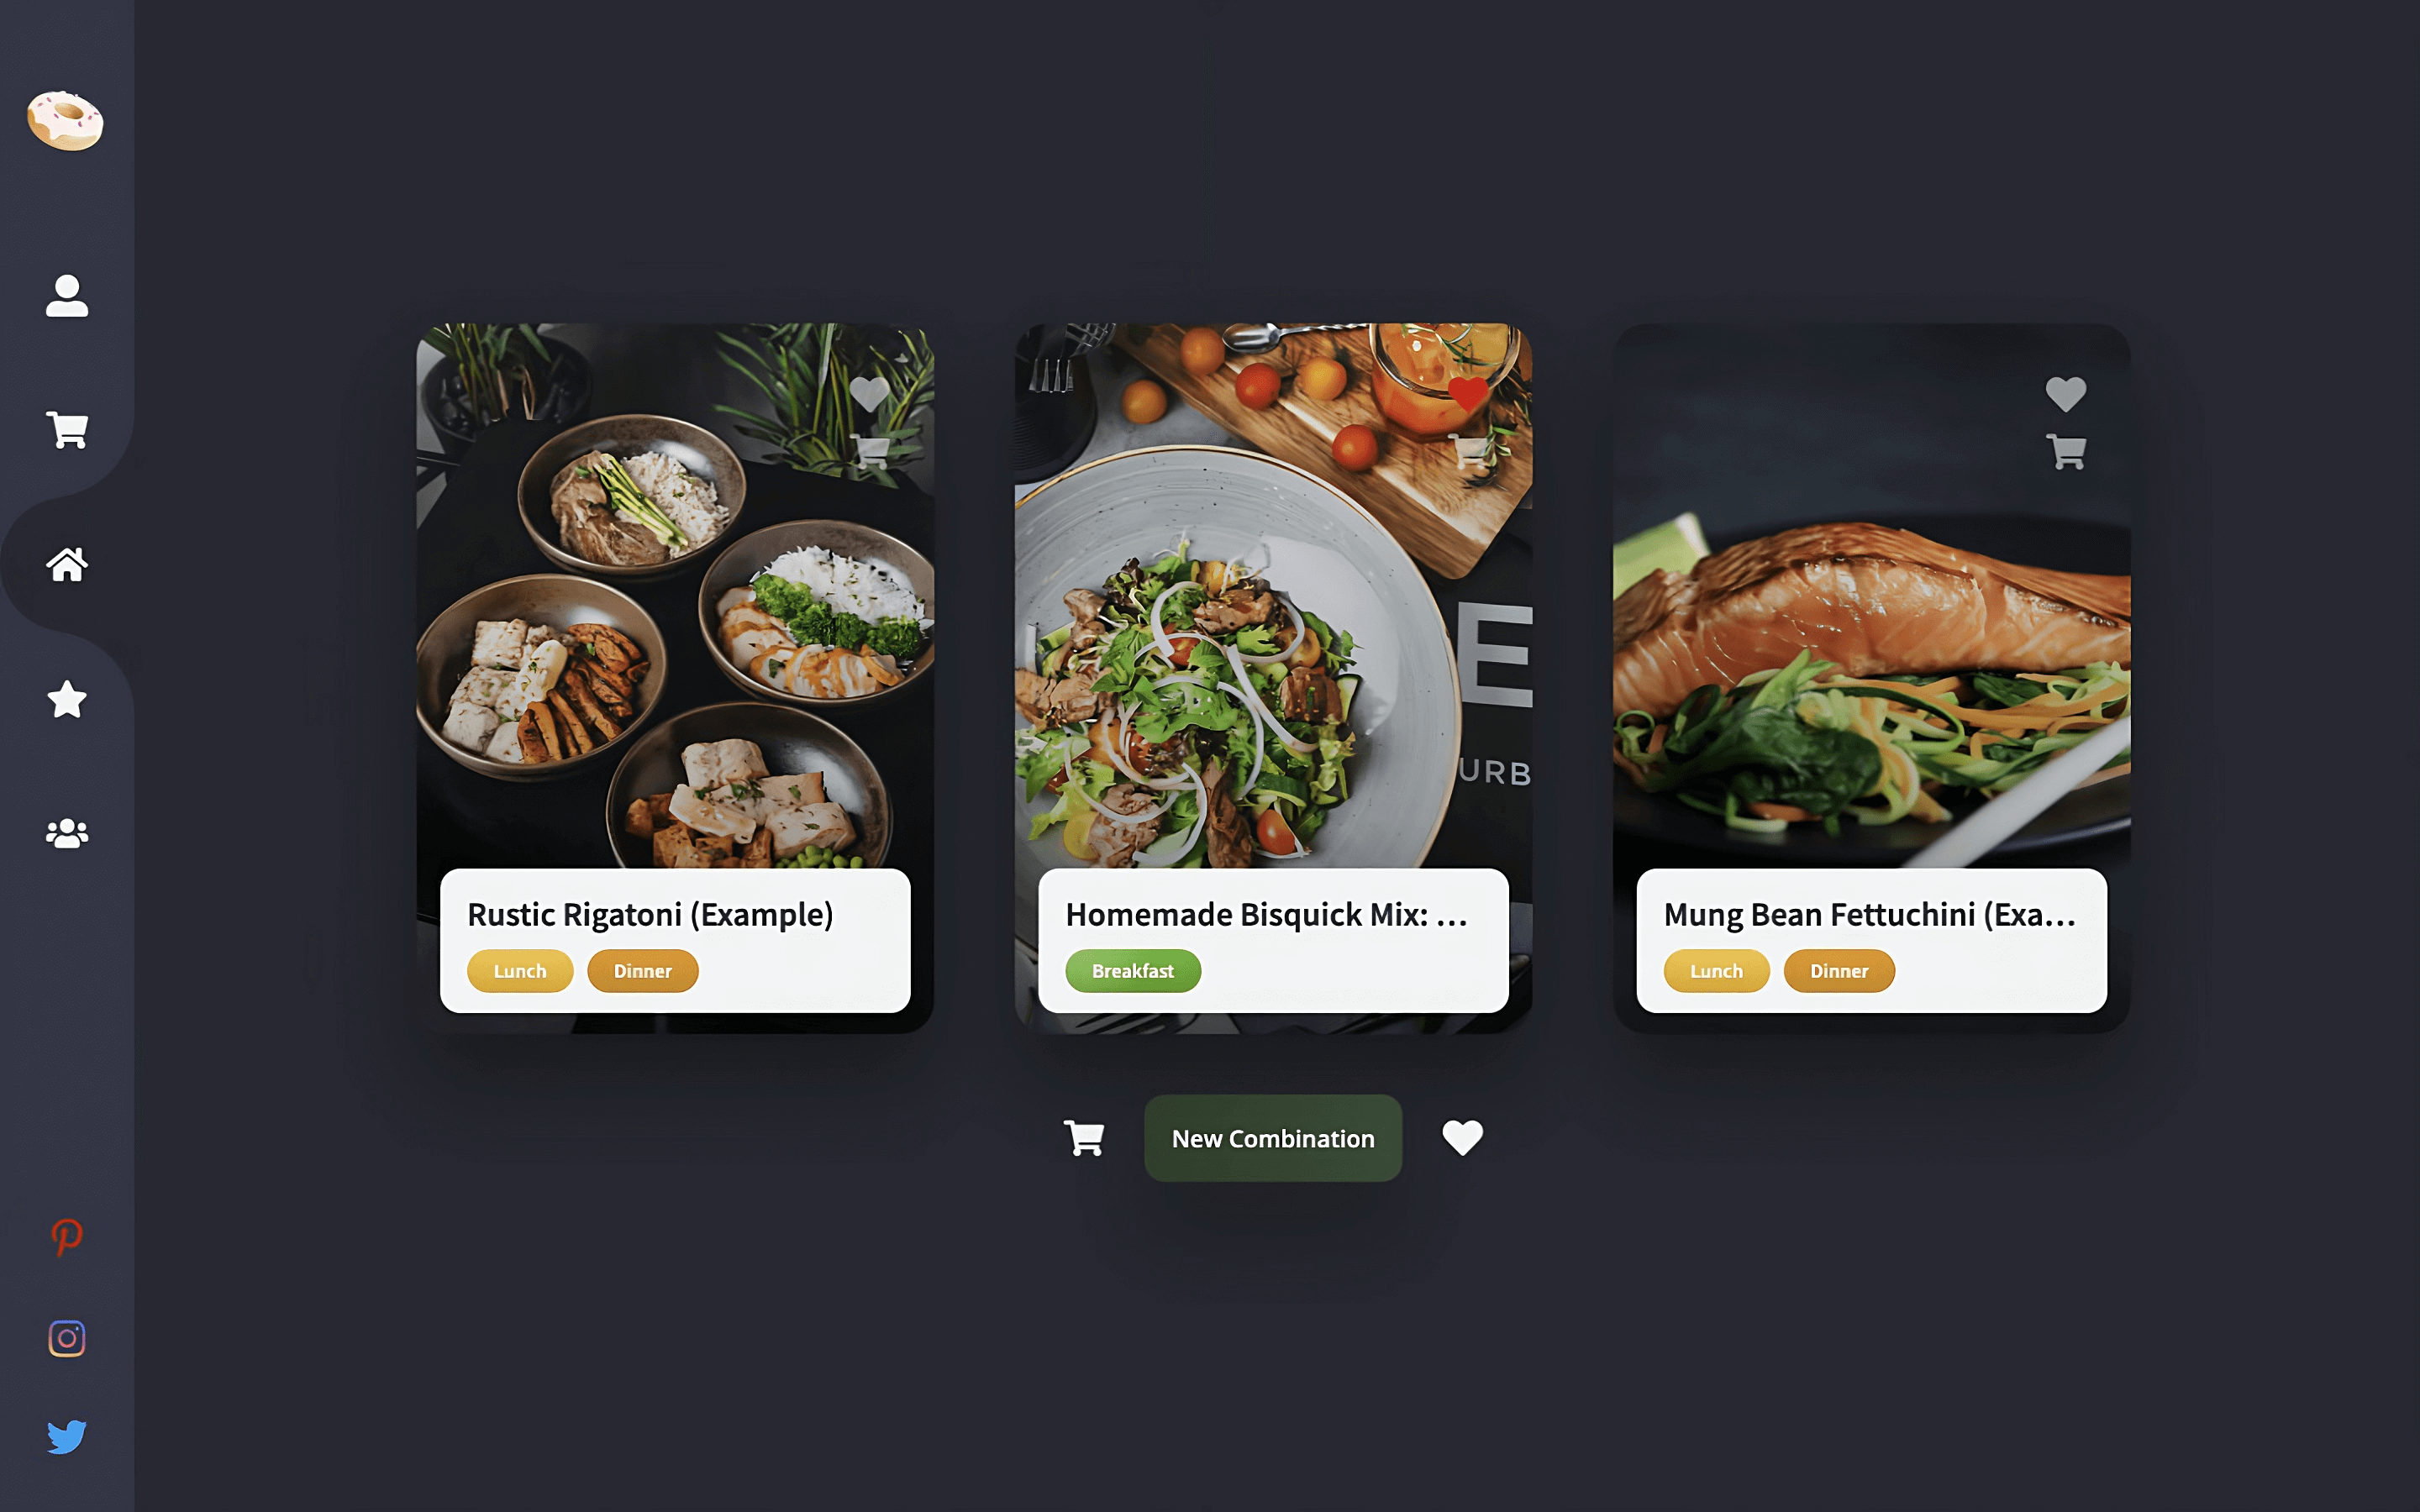 E
URB
Rustic Rigatoni (Example)
Lunch Dinner
Homemade Bisquick Mix: ...
Breakfast
Mung Bean Fettuchini (Exa...
Lunch Dinner
New Combination